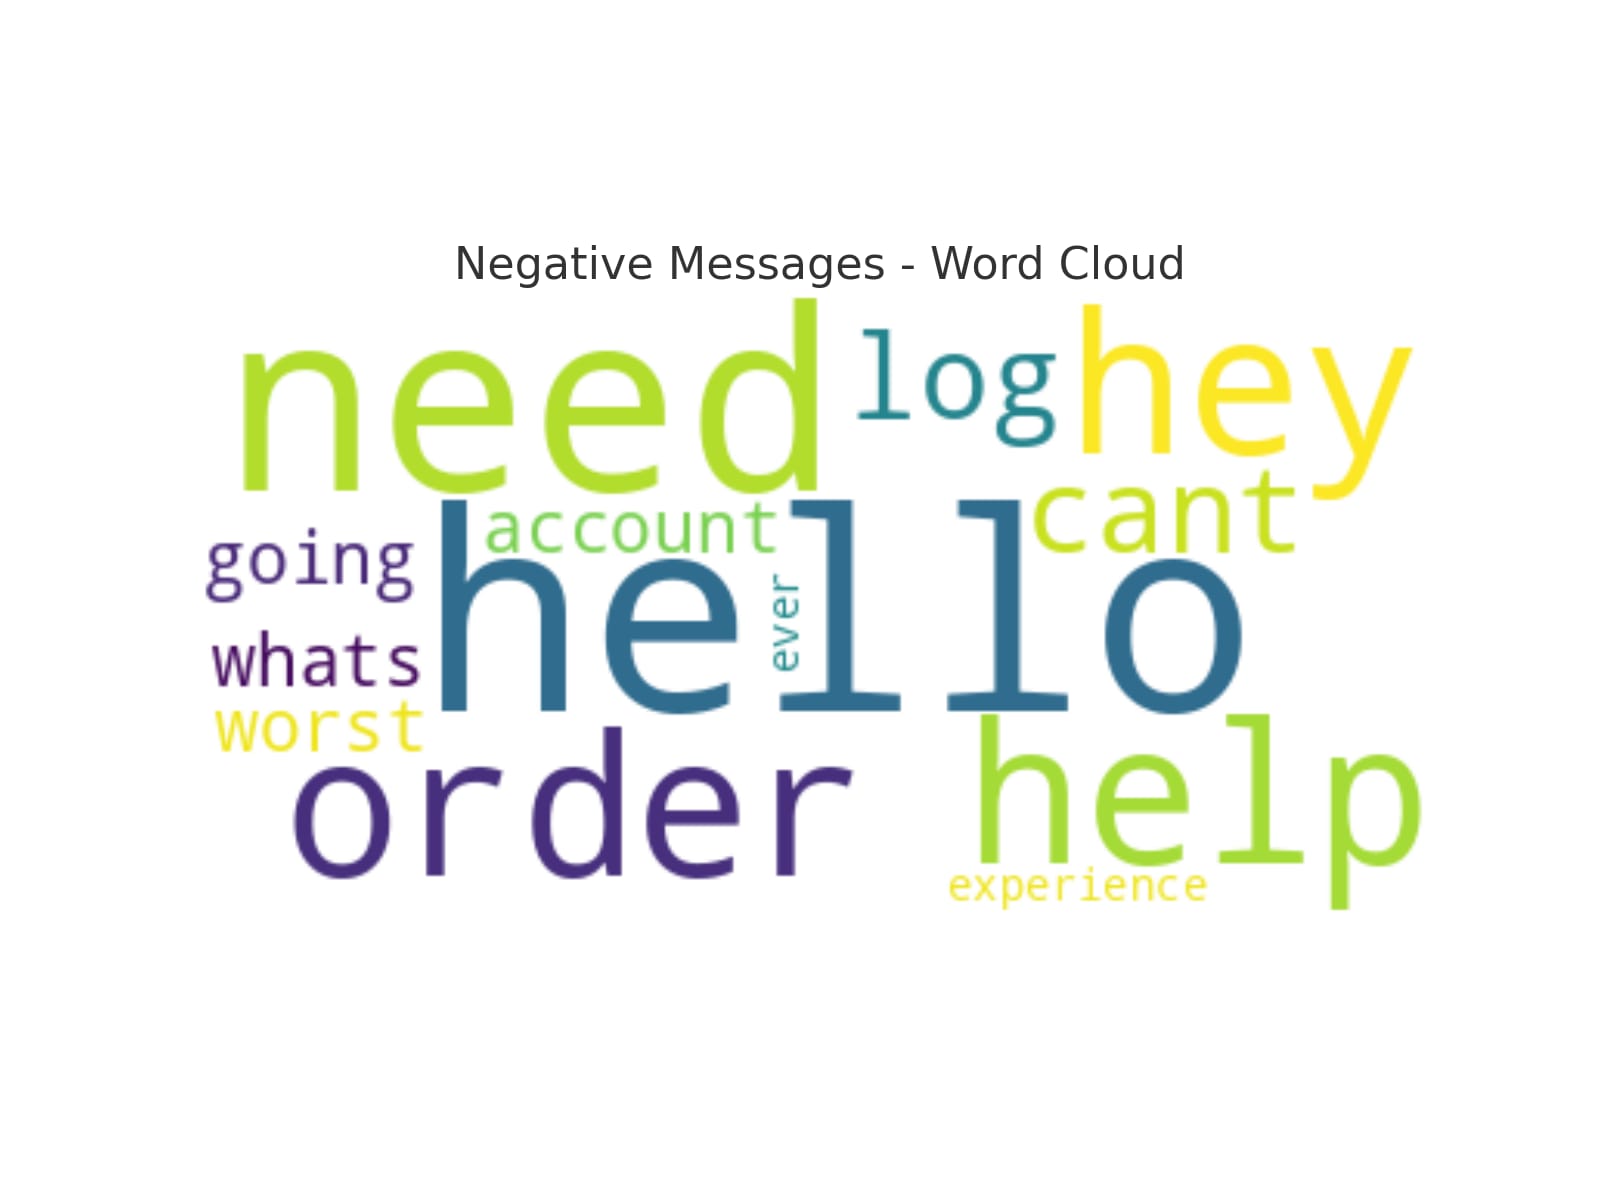 Negative Messages - Word Cloud
need
log
hey
account
cant
going
hello
ever
whats
worst
order
help
experience